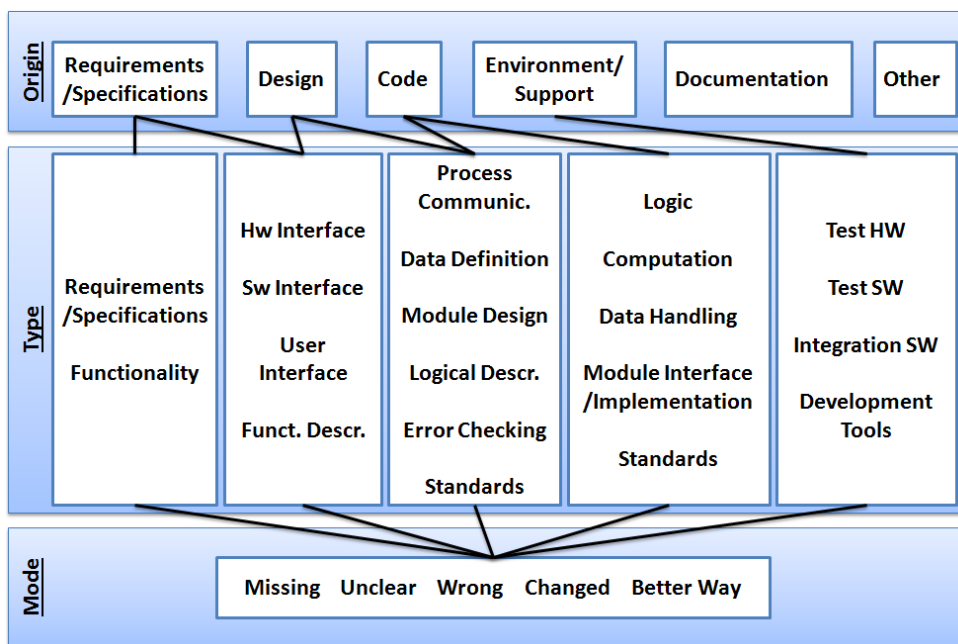 Origin
Requirements
/Specifications
Design
Code
Environment/
Support
Documentation
Other
Type
Requirements
/Specifications
Functionality
Hw Interface
Sw Interface
User
Interface
Funct. Descr.
Process
Communic.
Data Definition
Module Design
Logical Descr.
Error Checking
Standards
Logic
Computation
Data Handling
Module Interface
/Implementation
Standards
Test HW
Test SW
Integration SW
Development
Tools
Mode
Missing Unclear Wrong Changed Better Way